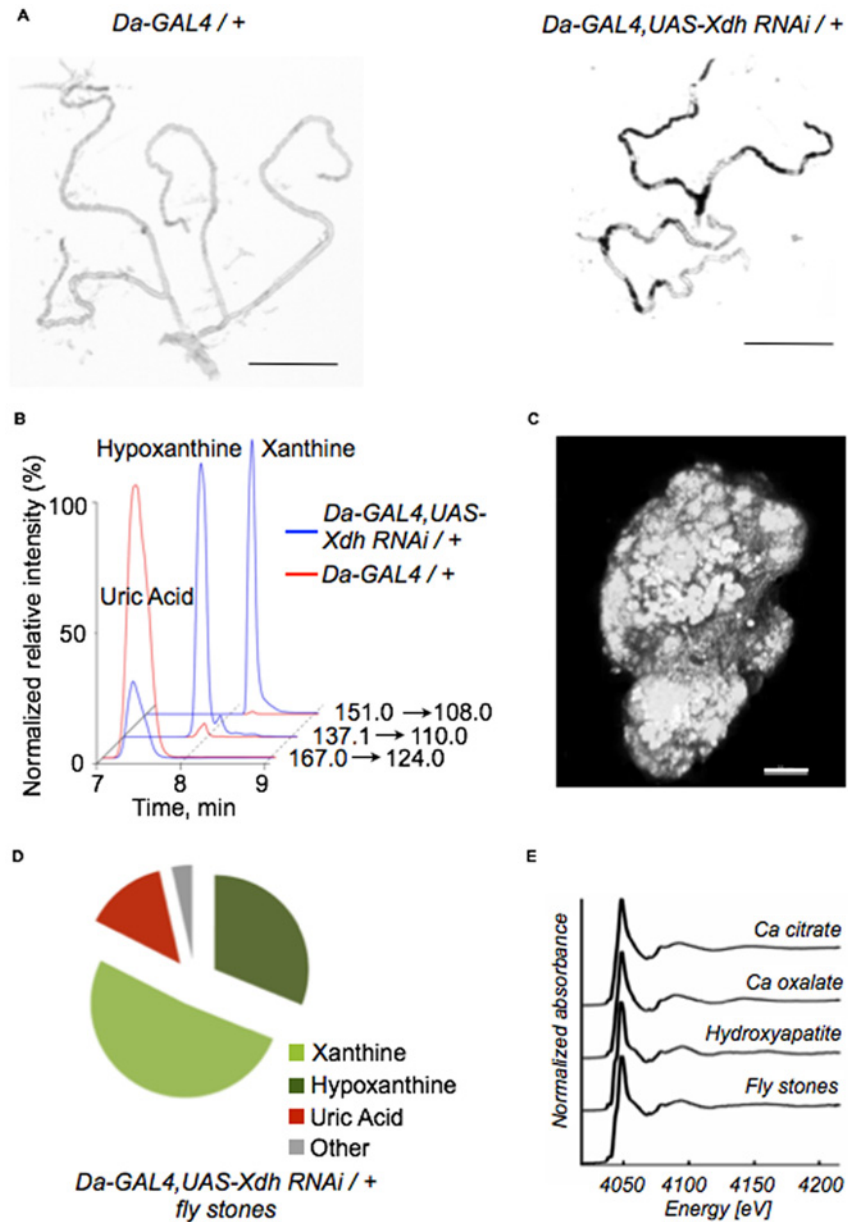 A
Da-GAL4 / +
Da-GAL4,UAS-Xdh RNAi / +
B
Normalized relative intensity (%)
100
50
0
Hypoxanthine
Xanthine
Uric Acid
Da-GAL4,UAS-
Xdh RNAi / +
Da-GAL4 / +
151.0 → 108.0
137.1 → 110.0
167.0 → 124.0
7
8
9
Time, min
C
D
Xanthine
Hypoxanthine
Uric Acid
Other
Da-GAL4,UAS-Xdh RNAi / +
fly stones
E
Normalized absorbance
Ca citrate
Ca oxalate
Hydroxyapatite
Fly stones
4050 4100 4150 4200
Energy [eV]